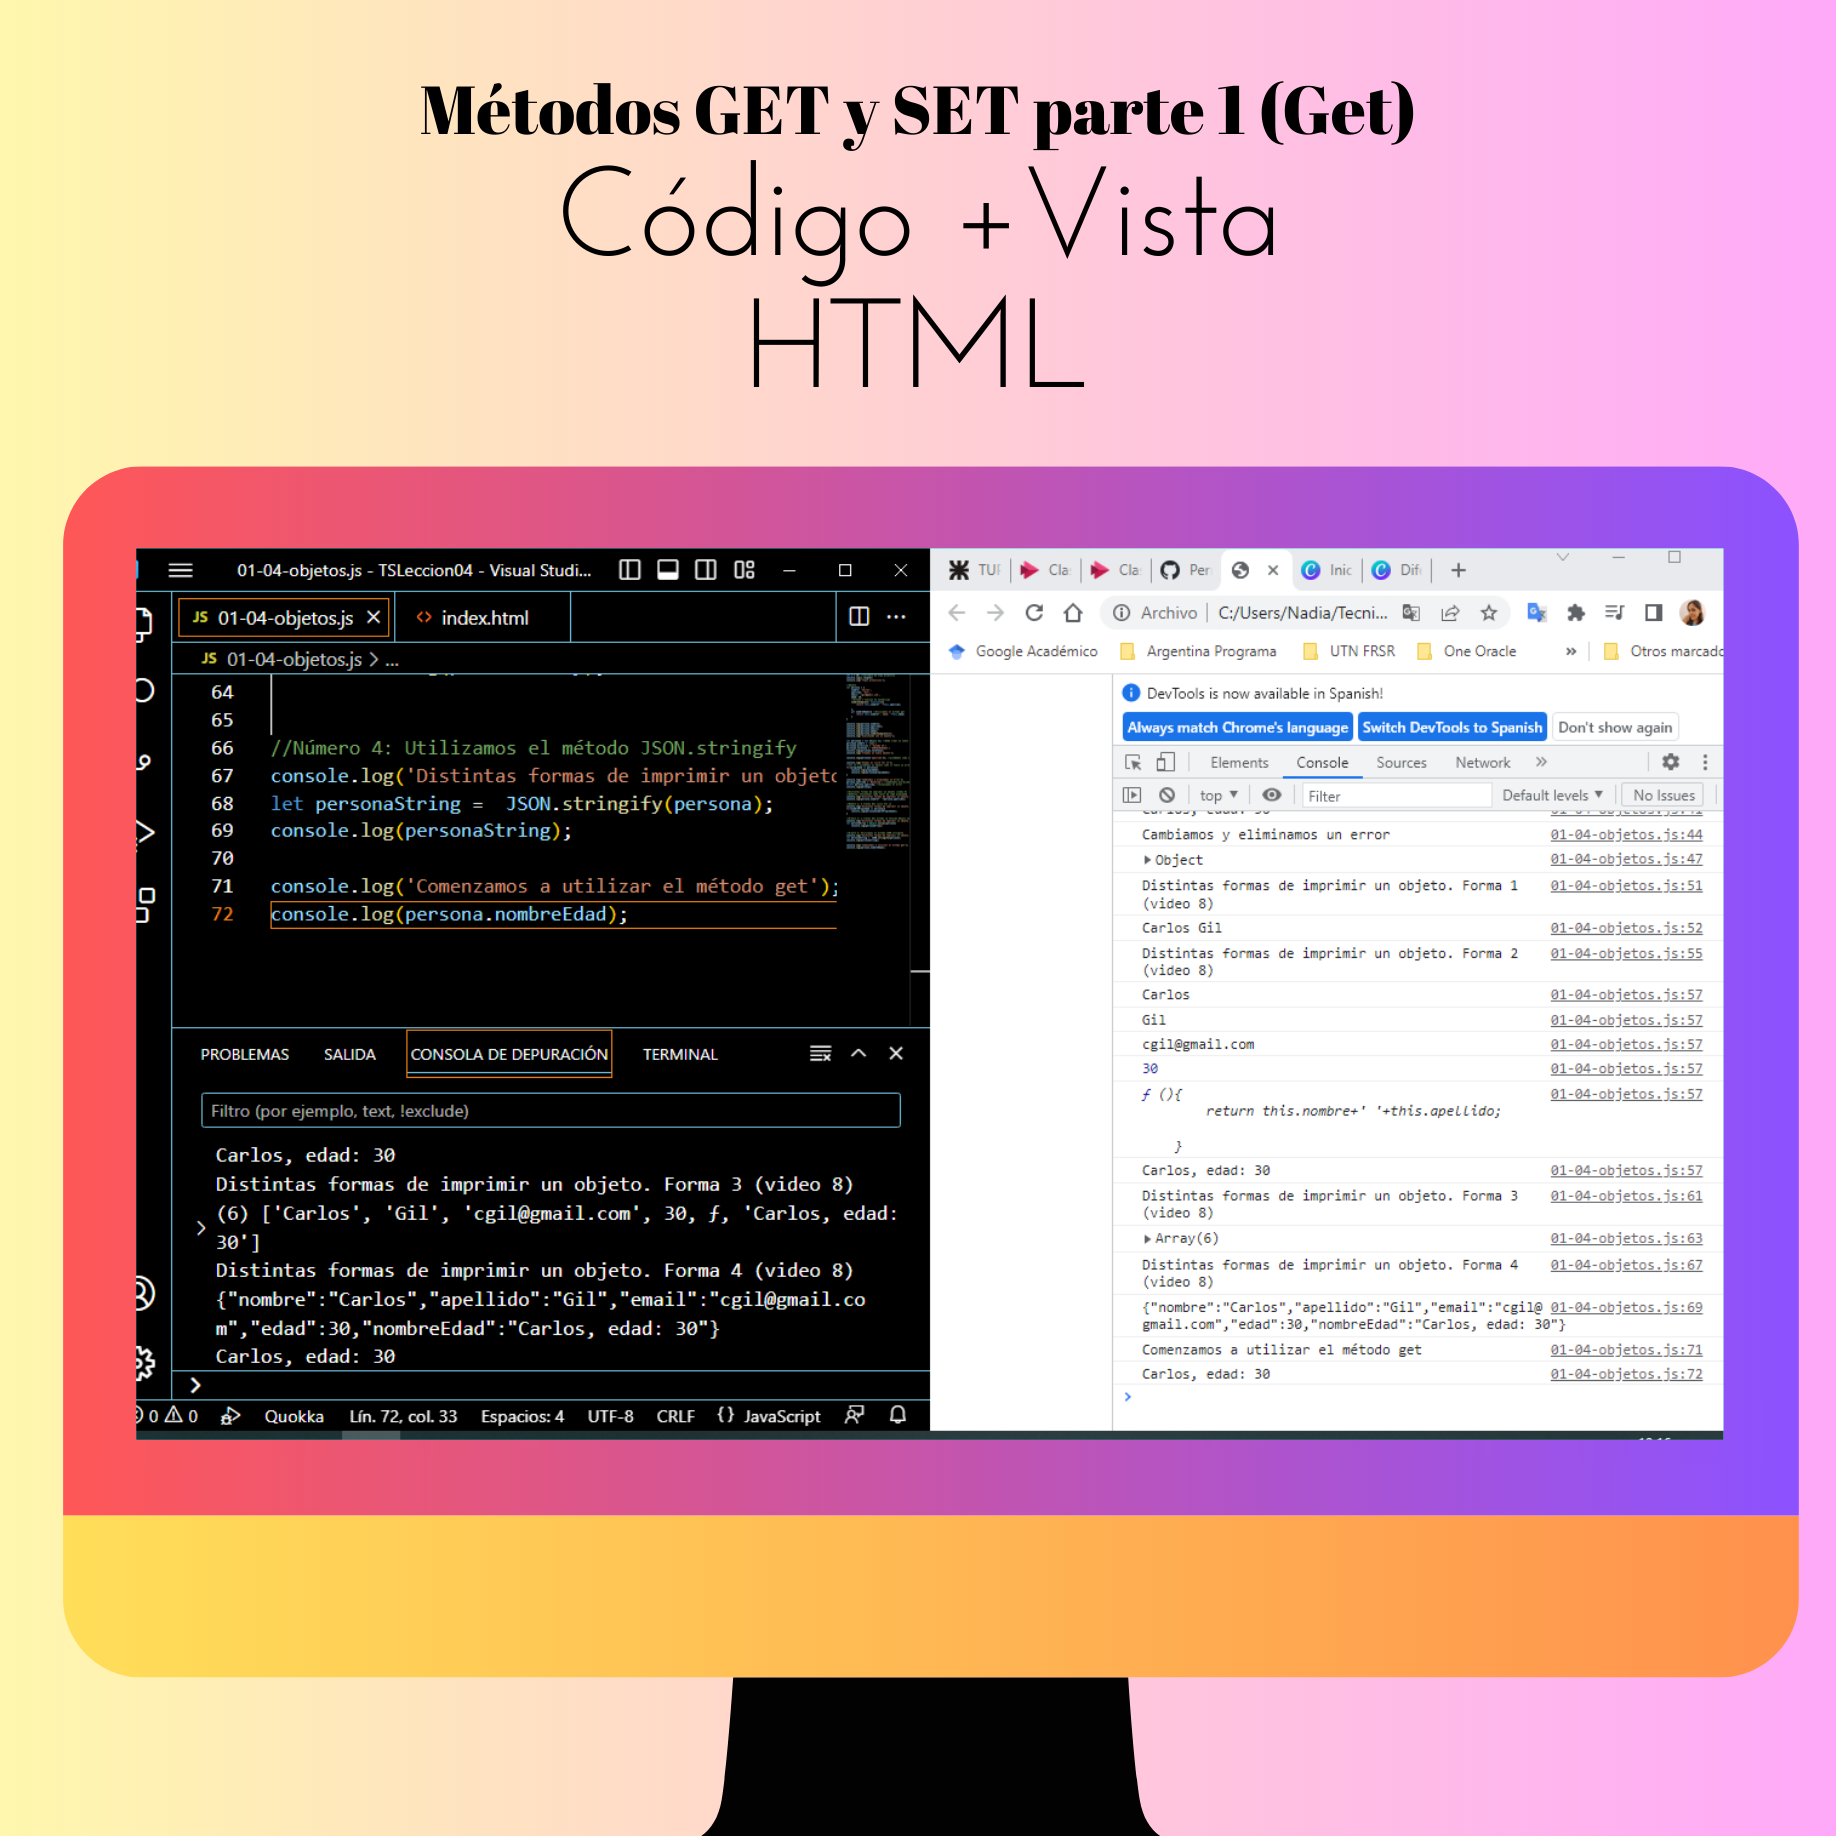 Métodos GET y SET parte 1 (Get)
Código + Vista
HTML
01-04-objetos.js - TSLeccion04 - Visual Studi...
JS 01-04-objetos.js
<> index.html
JS 01-04-objetos.js > ...
64
65
66 //Número 4: Utilizamos el método JSON.stringify
67 console.log('Distintas formas de imprimir un objeto
68 let personaString = JSON.stringify(persona);
69 console.log(personaString);
70
71 console.log('Comenzamos a utilizar el método get');
72 console.log(persona.nombreEdad);
PROBLEMAS SALIDA CONSOLA DE DEPURACIÓN TERMINAL
Filtro (por ejemplo, text, !exclude)
Carlos, edad: 30
Distintas formas de imprimir un objeto. Forma 3 (video 8)
(6) ['Carlos', 'Gil', 'cgil@gmail.com', 30, ƒ, 'Carlos, edad:
30']
Distintas formas de imprimir un objeto. Forma 4 (video 8)
{"nombre":"Carlos","apellido":"Gil","email":"cgil@gmail.co
m","edad":30,"nombreEdad":"Carlos, edad: 30"}
Carlos, edad: 30
0 0 Quokka Lín. 72, col. 33 Espacios: 4 UTF-8 CRLF {} JavaScript
TUP Cla Cla Per Inic Dif
Archivo C:/Users/Nadia/Tecni...
Google Académico Argentina Programa UTN FRSR One Oracle » Otros marcado
DevTools is now available in Spanish!
Always match Chrome's language Switch DevTools to Spanish Don't show again
Elements Console Sources Network »
top Filter Default levels No Issues
Cambiamos y eliminamos un error 01-04-objetos.js:44
Object 01-04-objetos.js:47
Distintas formas de imprimir un objeto. Forma 1 01-04-objetos.js:51
(video 8)
Carlos Gil 01-04-objetos.js:52
Distintas formas de imprimir un objeto. Forma 2 01-04-objetos.js:55
(video 8)
Carlos 01-04-objetos.js:57
Gil 01-04-objetos.js:57
cgil@gmail.com 01-04-objetos.js:57
30 01-04-objetos.js:57
ƒ (){ 01-04-objetos.js:57
return this.nombre+' '+this.apellido;
}
Carlos, edad: 30 01-04-objetos.js:57
Distintas formas de imprimir un objeto. Forma 3 01-04-objetos.js:61
(video 8)
Array(6) 01-04-objetos.js:63
Distintas formas de imprimir un objeto. Forma 4 01-04-objetos.js:67
(video 8)
{"nombre":"Carlos","apellido":"Gil","email":"cgil@ 01-04-objetos.js:69
gmail.com","edad":30,"nombreEdad":"Carlos, edad: 30"}
Comenzamos a utilizar el método get 01-04-objetos.js:71
Carlos, edad: 30 01-04-objetos.js:72